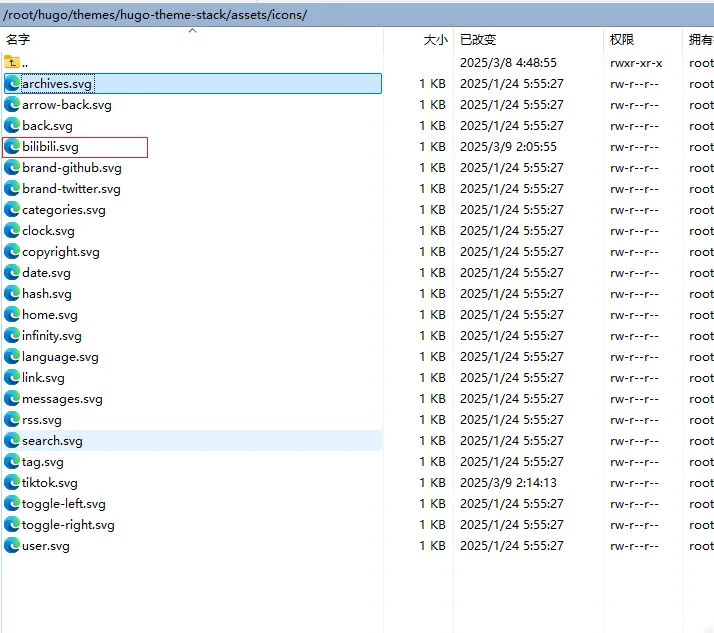 /root/hugo/themes/hugo-theme-stack/assets/icons/
名字 大小 已改变 权限 拥有
.. 2025/3/8 4:48:55 rwxr-xr-x root
archives.svg 1 KB 2025/1/24 5:55:27 rw-r--r-- root
arrow-back.svg 1 KB 2025/1/24 5:55:27 rw-r--r-- root
back.svg 1 KB 2025/1/24 5:55:27 rw-r--r-- root
bilibili.svg 1 KB 2025/3/9 2:05:55 rw-r--r-- root
brand-github.svg 1 KB 2025/1/24 5:55:27 rw-r--r-- root
brand-twitter.svg 1 KB 2025/1/24 5:55:27 rw-r--r-- root
categories.svg 1 KB 2025/1/24 5:55:27 rw-r--r-- root
clock.svg 1 KB 2025/1/24 5:55:27 rw-r--r-- root
copyright.svg 1 KB 2025/1/24 5:55:27 rw-r--r-- root
date.svg 1 KB 2025/1/24 5:55:27 rw-r--r-- root
hash.svg 1 KB 2025/1/24 5:55:27 rw-r--r-- root
home.svg 1 KB 2025/1/24 5:55:27 rw-r--r-- root
infinity.svg 1 KB 2025/1/24 5:55:27 rw-r--r-- root
language.svg 1 KB 2025/1/24 5:55:27 rw-r--r-- root
link.svg 1 KB 2025/1/24 5:55:27 rw-r--r-- root
messages.svg 1 KB 2025/1/24 5:55:27 rw-r--r-- root
rss.svg 1 KB 2025/1/24 5:55:27 rw-r--r-- root
search.svg 1 KB 2025/1/24 5:55:27 rw-r--r-- root
tag.svg 1 KB 2025/1/24 5:55:27 rw-r--r-- root
tiktok.svg 1 KB 2025/3/9 2:14:13 rw-r--r-- root
toggle-left.svg 1 KB 2025/1/24 5:55:27 rw-r--r-- root
toggle-right.svg 1 KB 2025/1/24 5:55:27 rw-r--r-- root
user.svg 1 KB 2025/1/24 5:55:27 rw-r--r-- root